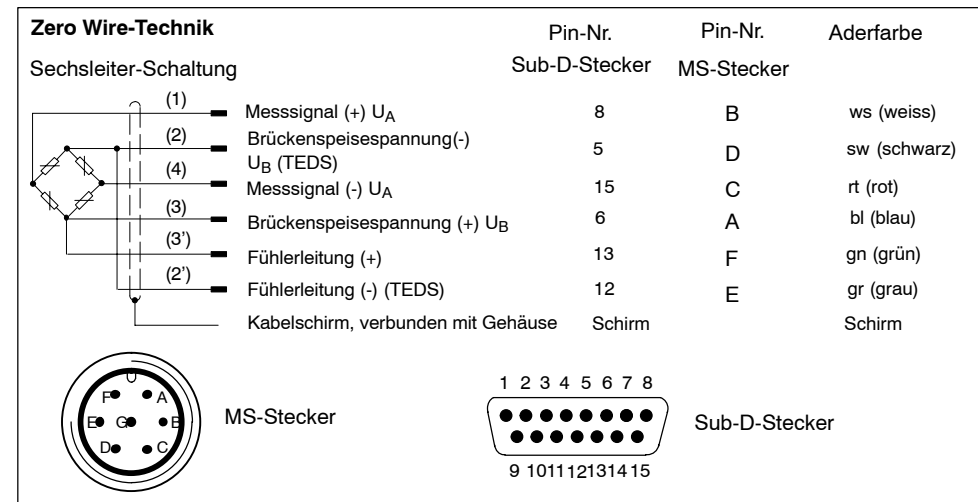 Zero Wire-Technik Pin-Nr. Pin-Nr. Aderfarbe
Sechsleiter-Schaltung Sub-D-Stecker MS-Stecker
(1) Messsignal (+) UA 8 B ws (weiss)
(2) Brückenspeisespannung(-)
UB (TEDS) 5 D sw (schwarz)
(4) Messsignal (-) UA 15 C rt (rot)
(3) Brückenspeisespannung (+) UB 6 A bl (blau)
(3') Fühlerleitung (+) 13 F gn (grün)
(2') Fühlerleitung (-) (TEDS) 12 E gr (grau)
Kabelschirm, verbunden mit Gehäuse Schirm Schirm
F A
E G B
D C
MS-Stecker
1 2 3 4 5 6 7 8
Sub-D-Stecker
9 10 11 12 13 14 15